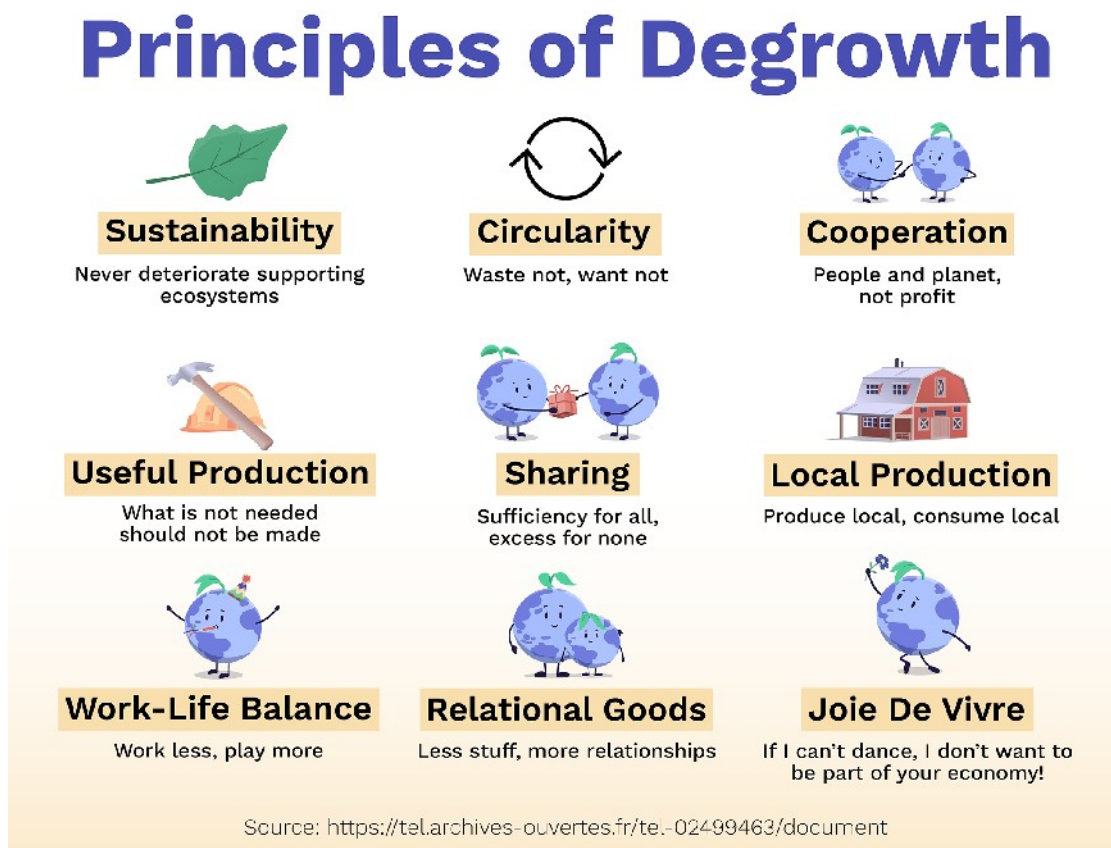 Principles of Degrowth
Sustainability
Never deteriorate supporting
ecosystems
Circularity
Waste not, want not
Cooperation
People and planet,
not profit
Useful Production
What is not needed
should not be made
Sharing
Sufficiency for all,
excess for none
Local Production
Produce local, consume local
Work-Life Balance
Work less, play more
Relational Goods
Less stuff, more relationships
Joie De Vivre
If I can't dance, I don't want to
be part of your economy!
Source: https://tel.archives-ouvertes.fr/tel-02499463/document